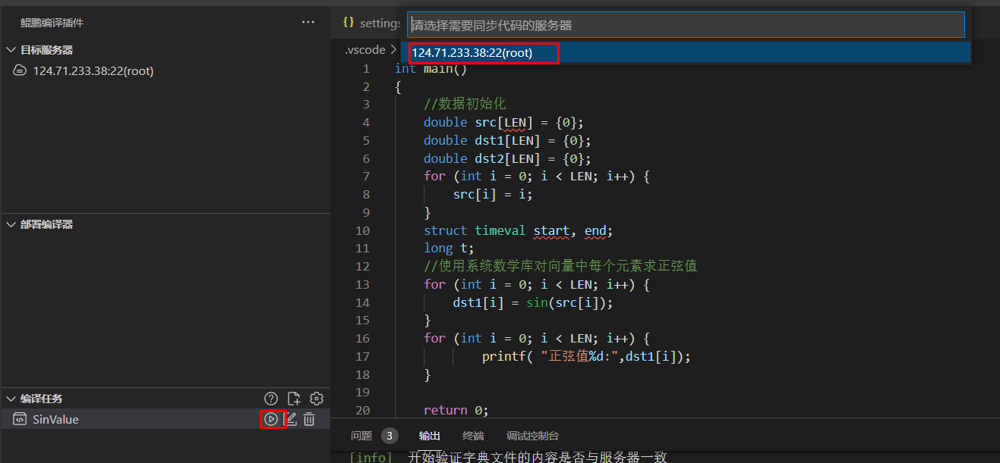 鲲鹏编译插件 ···
目标服务器
124.71.233.38:22(root)
部署编译器
编译任务
SinValue
{} settings
请选择需要同步代码的服务器
.vscode >
124.71.233.38:22(root)
1 int main()
2 {
3 //数据初始化
4 double src[LEN] = {0};
5 double dst1[LEN] = {0};
6 double dst2[LEN] = {0};
7 for (int i = 0; i < LEN; i++) {
8 src[i] = i;
9 }
10 struct timeval start, end;
11 long t;
12 //使用系统数学库对向量中每个元素求正弦值
13 for (int i = 0; i < LEN; i++) {
14 dst1[i] = sin(src[i]);
15 }
16 for (int i = 0; i < LEN; i++) {
17 printf( "正弦值%d:",dst1[i]);
18 }
19
20 return 0;
问题 3 输出 终端 调试控制台
[info] 开始验证字典文件的内容是否与服务器一致